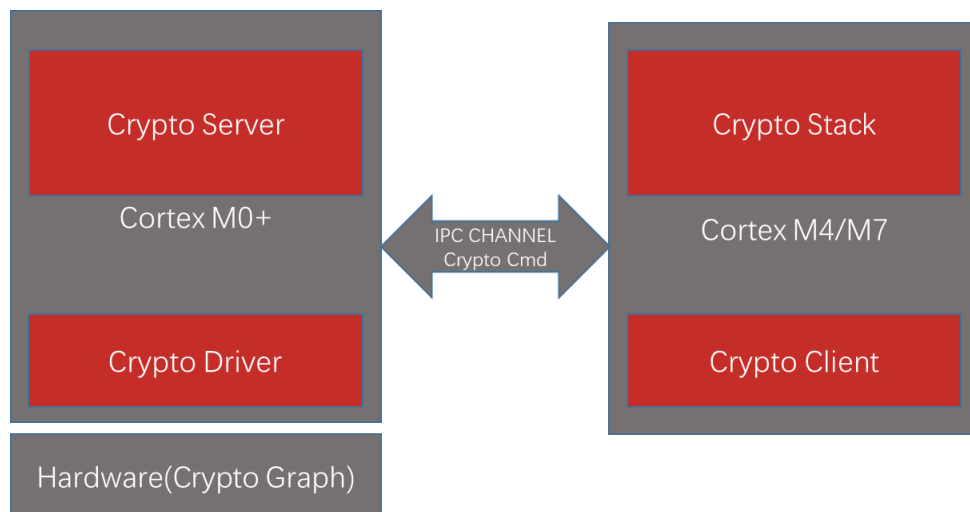 Crypto Server
Cortex M0+
Crypto Driver
Hardware(Crypto Graph)
IPC CHANNEL
Crypto Cmd
Crypto Stack
Cortex M4/M7
Crypto Client